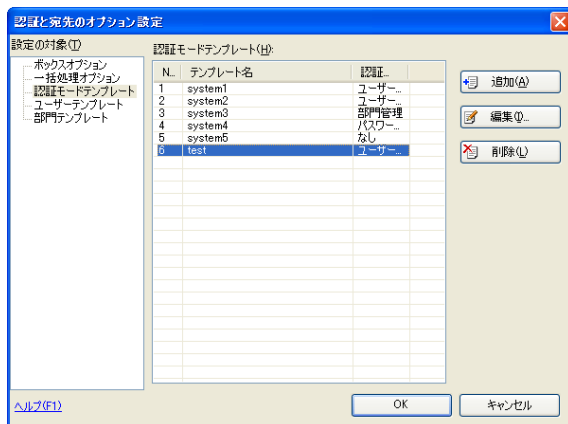 認証と宛先のオプション設定
設定の対象(T)
ボックスオプション
一括処理オプション
認証モードテンプレート
ユーザーテンプレート
部門テンプレート
認証モードテンプレート(H):
N... テンプレート名 認証...
1 system1 ユーザー...
2 system2 ユーザー...
3 system3 部門管理
4 system4 パスワー...
5 system5 なし
6 test ユーザー...
追加(A)
編集(I)...
削除(L)
ヘルプ(F1)
OK
キャンセル